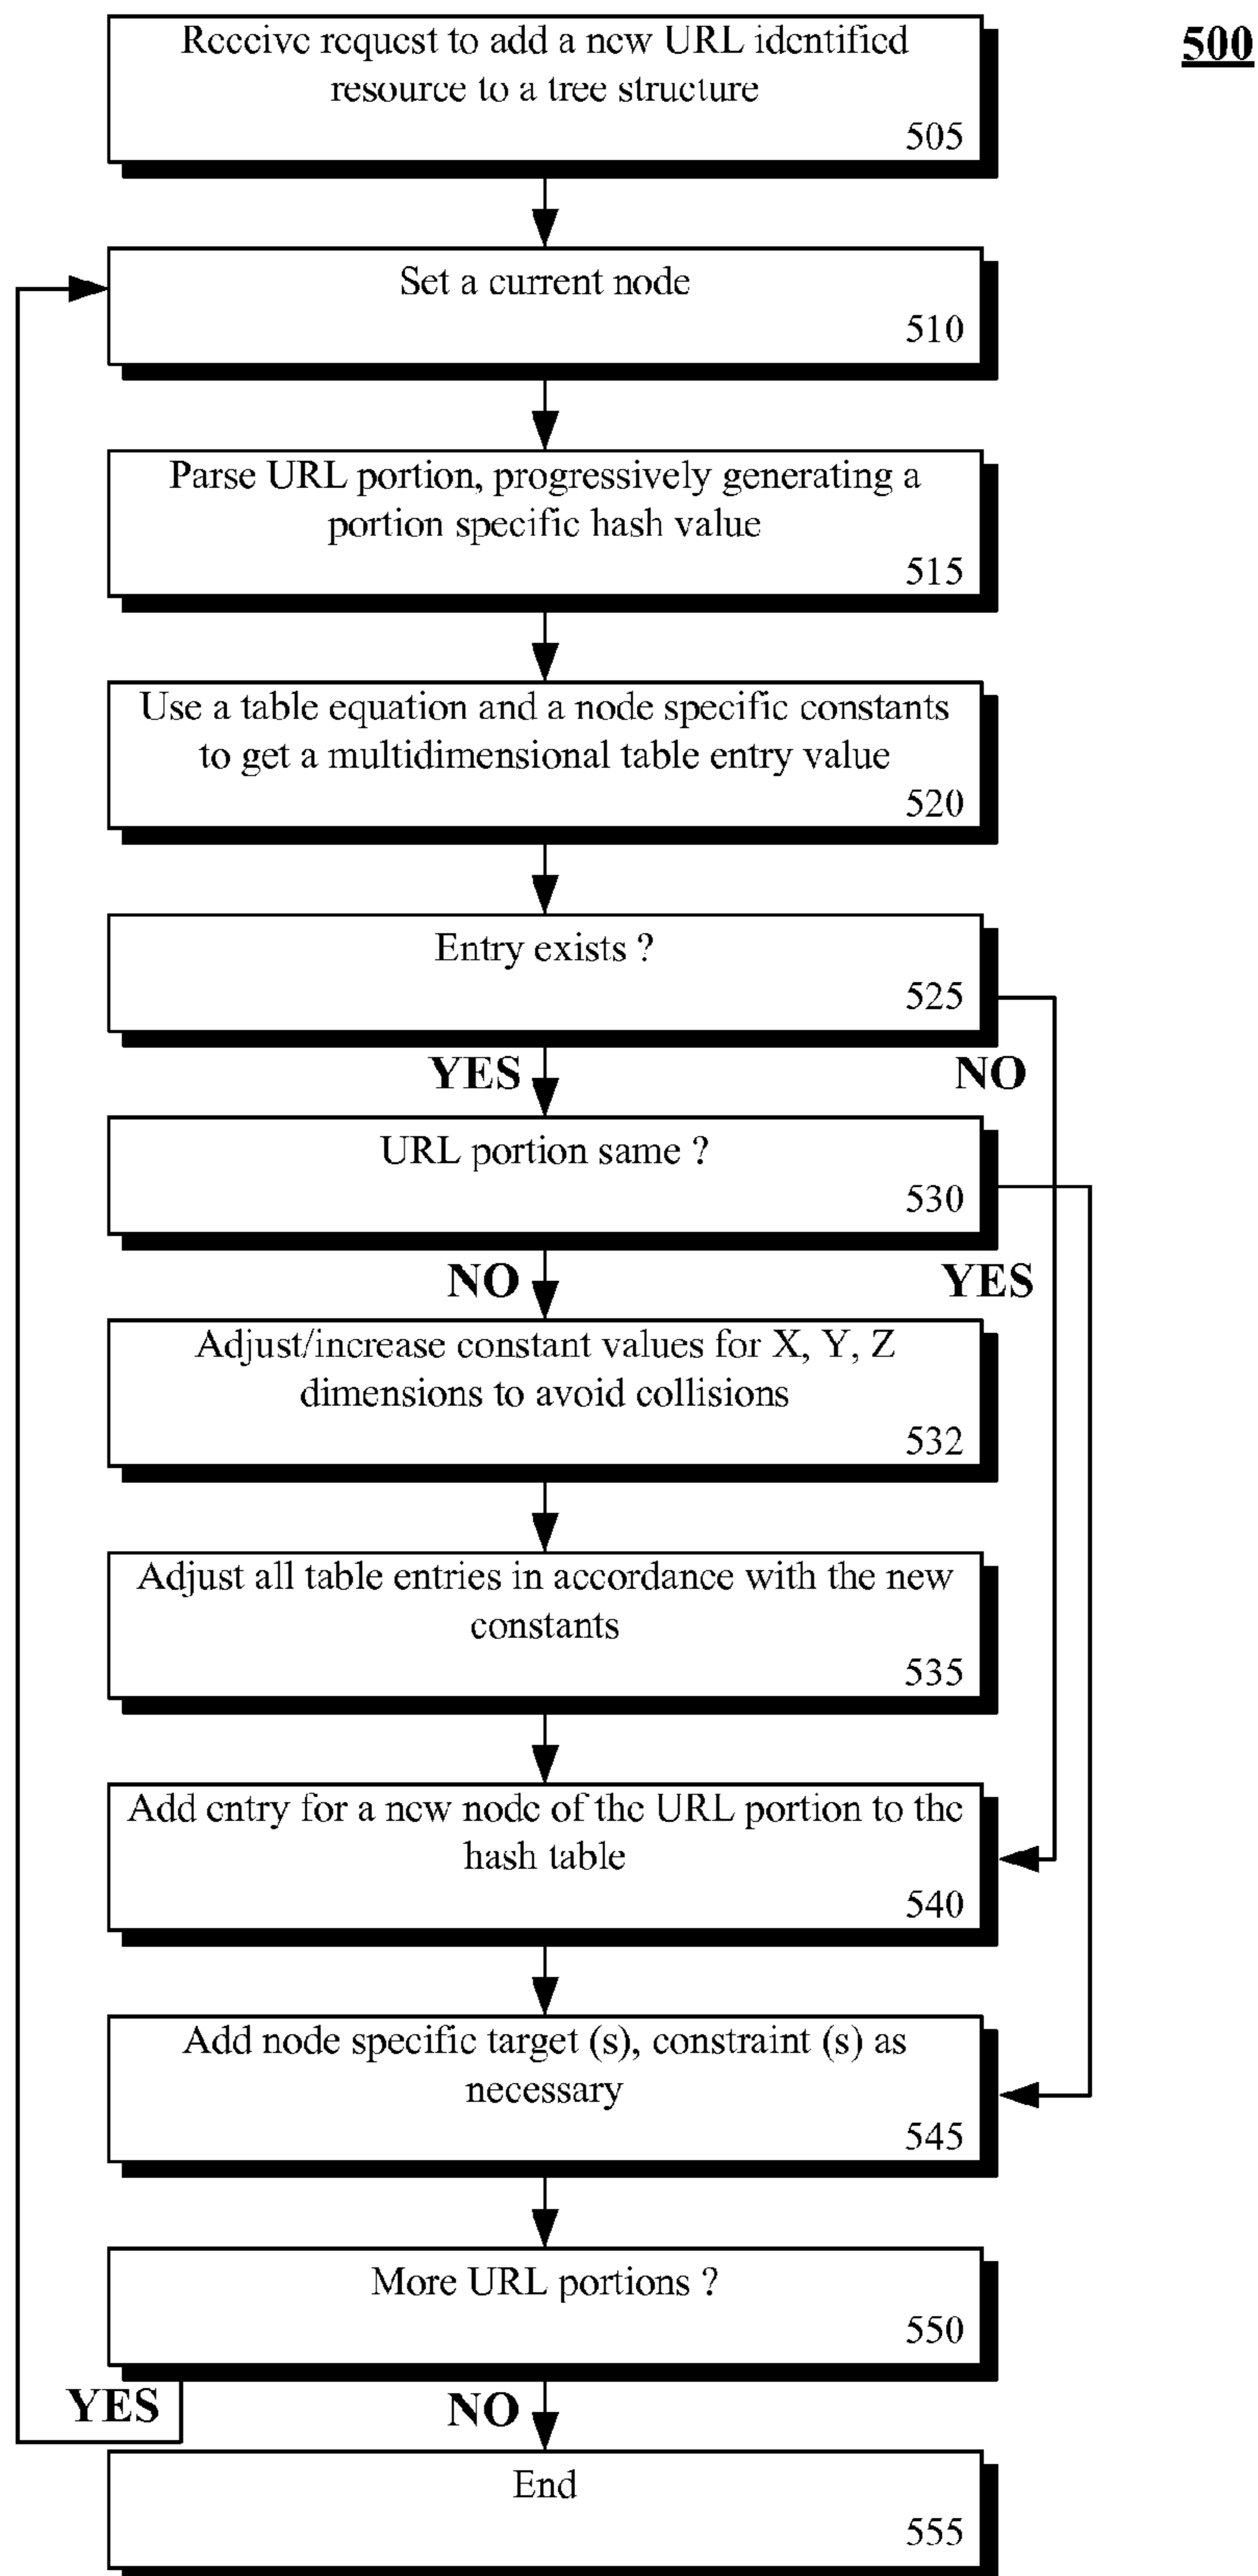 500
Receive request to add a new URL identified
resource to a tree structure
505
Set a current node
510
Parse URL portion, progressively generating a
portion specific hash value
515
Use a table equation and a node specific constants
to get a multidimensional table entry value
520
Entry exists ?
525
YES
NO
URL portion same ?
530
NO
YES
Adjust/increase constant values for X, Y, Z
dimensions to avoid collisions
532
Adjust all table entries in accordance with the new
constants
535
Add entry for a new node of the URL portion to the
hash table
540
Add node specific target (s), constraint (s) as
necessary
545
More URL portions ?
550
YES
NO
End
555